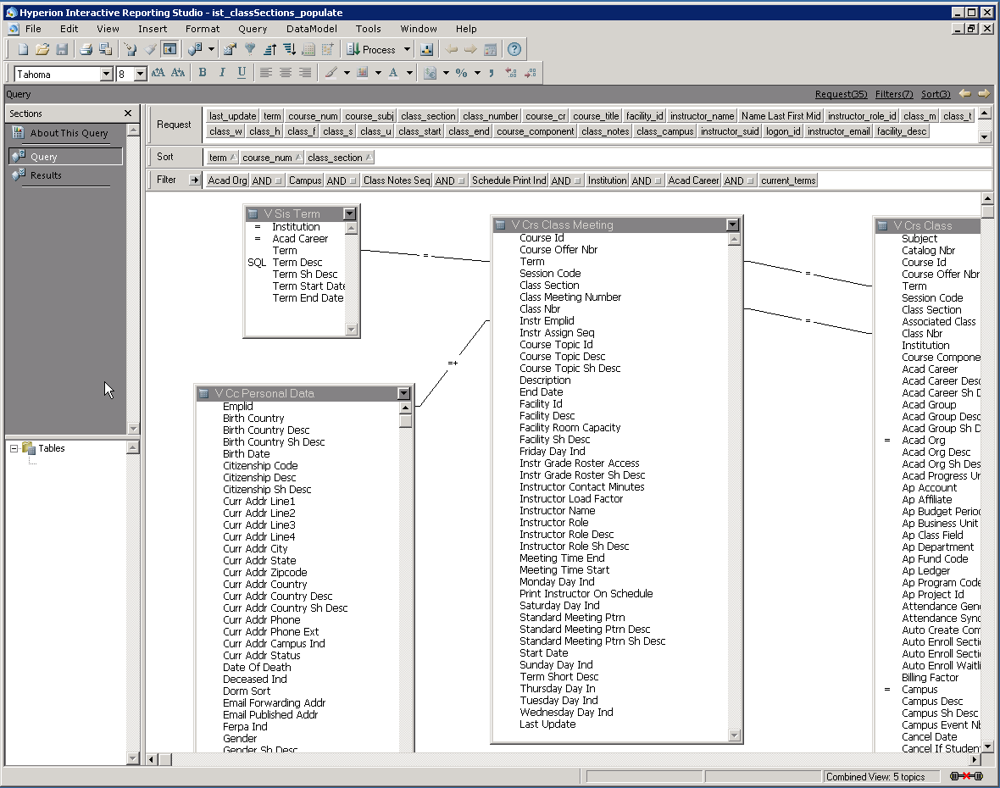 Hyperion Interactive Reporting Studio - ist_classSections_populate
File Edit View Insert Format Query DataModel Tools Window Help
Process
Tahoma 8 B I U A %
Query Request(35) Filters(7) Sort(3)
Sections
About This Query
Query
Results
Tables
Request
last_update term course_num course_subj class_section class_number course_cr course_title facility_id instructor_name Name Last First Mid instructor_role_id class_m class_t
class_w class_h class_f class_s class_u class_start class_end course_component class_notes class_campus instructor_suid logon_id instructor_email facility_desc
Sort term course_num class_section
Filter Acad Org AND Campus AND Class Notes Seq AND Schedule Print Ind AND Institution AND Acad Career AND current_terms
V Sis Term
= Institution
= Acad Career
Term
SQL Term Desc
Term Sh Desc
Term Start Date
Term End Date
=
=+
V Cc Personal Data
Emplid
Birth Country
Birth Country Desc
Birth Country Sh Desc
Birth Date
Citizenship Code
Citizenship Desc
Citizenship Sh Desc
Curr Addr Line1
Curr Addr Line2
Curr Addr Line3
Curr Addr Line4
Curr Addr City
Curr Addr State
Curr Addr Zipcode
Curr Addr Country
Curr Addr Country Desc
Curr Addr Country Sh Desc
Curr Addr Phone
Curr Addr Phone Ext
Curr Addr Campus Ind
Curr Addr Status
Date Of Death
Deceased Ind
Dorm Sort
Email Forwarding Addr
Email Published Addr
Ferpa Ind
Gender
Gender Sh Desc
V Crs Class Meeting
Course Id
Course Offer Nbr
Term
Session Code
Class Section
Class Meeting Number
Class Nbr
Instr Emplid
Instr Assign Seq
Course Topic Id
Course Topic Desc
Course Topic Sh Desc
Description
End Date
Facility Id
Facility Desc
Facility Room Capacity
Facility Sh Desc
Friday Day Ind
Instr Grade Roster Access
Instr Grade Roster Sh Desc
Instructor Contact Minutes
Instructor Load Factor
Instructor Name
Instructor Role
Instructor Role Desc
Instructor Role Sh Desc
Meeting Time End
Meeting Time Start
Monday Day Ind
Print Instructor On Schedule
Saturday Day Ind
Standard Meeting Ptrn
Standard Meeting Ptrn Desc
Standard Meeting Ptrn Sh Desc
Start Date
Sunday Day Ind
Term Short Desc
Thursday Day In
Tuesday Day Ind
Wednesday Day Ind
Last Update
=
=
V Crs Class
Subject
Catalog Nbr
Course Id
Course Offer Nbr
Term
Session Code
Class Section
Associated Class
Class Nbr
Institution
Course Compone
Acad Career
Acad Career Desc
Acad Career Sh D
Acad Group
Acad Group Desc
Acad Group Sh D
= Acad Org
Acad Org Desc
Acad Org Sh Des
Acad Progress Un
Ap Account
Ap Affiliate
Ap Budget Period
Ap Business Unit
Ap Class Field
Ap Department
Ap Fund Code
Ap Ledger
Ap Program Code
Ap Project Id
Attendance Gen
Attendance Sync
Auto Create Com
Auto Enroll Secti
Auto Enroll Secti
Auto Enroll Waitli
Billing Factor
= Campus
Campus Desc
Campus Sh Desc
Campus Event Nb
Cancel Date
Cancel If Studen
Combined View: 5 topics